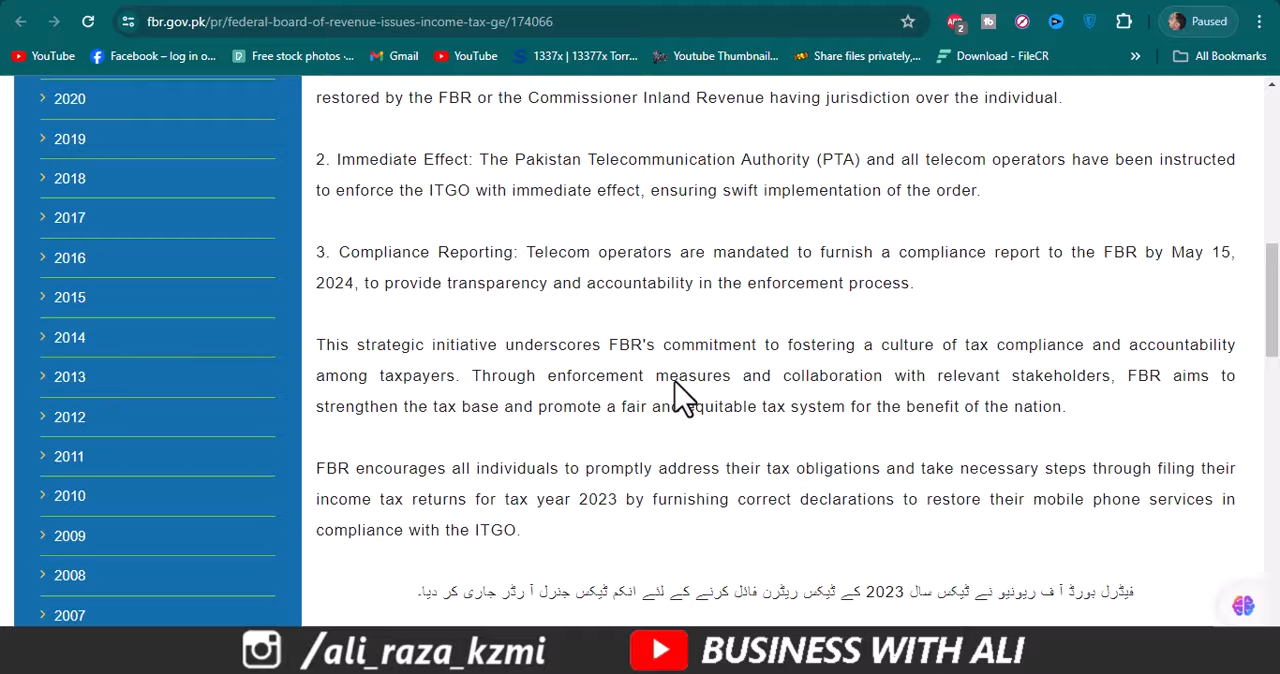 fbr.gov.pk/pr/federal-board-of-revenue-issues-income-tax-ge/174066
2
Paused
YouTube
Facebook – log in o...
Free stock photos -...
Gmail
YouTube
1337x | 13377x Torr...
Youtube Thumbnail...
Share files privately,...
Download - FileCR
»
All Bookmarks
2020
2019
2018
2017
2016
2015
2014
2013
2012
2011
2010
2009
2008
2007
restored by the FBR or the Commissioner Inland Revenue having jurisdiction over the individual.
2. Immediate Effect: The Pakistan Telecommunication Authority (PTA) and all telecom operators have been instructed
to enforce the ITGO with immediate effect, ensuring swift implementation of the order.
3. Compliance Reporting: Telecom operators are mandated to furnish a compliance report to the FBR by May 15,
2024, to provide transparency and accountability in the enforcement process.
This strategic initiative underscores FBR's commitment to fostering a culture of tax compliance and accountability
among taxpayers. Through enforcement measures and collaboration with relevant stakeholders, FBR aims to
strengthen the tax base and promote a fair and equitable tax system for the benefit of the nation.
FBR encourages all individuals to promptly address their tax obligations and take necessary steps through filing their
income tax returns for tax year 2023 by furnishing correct declarations to restore their mobile phone services in
compliance with the ITGO.
فیڈرل بورڈ آ ف ریونیو نے ٹیکس سال 2023 کے ٹیکس ریٹرن فائل کرنے کے لئے انکم ٹیکس جنرل آ رڈر جاری کر دیا۔
/ali_raza_kzmi
BUSINESS WITH ALI